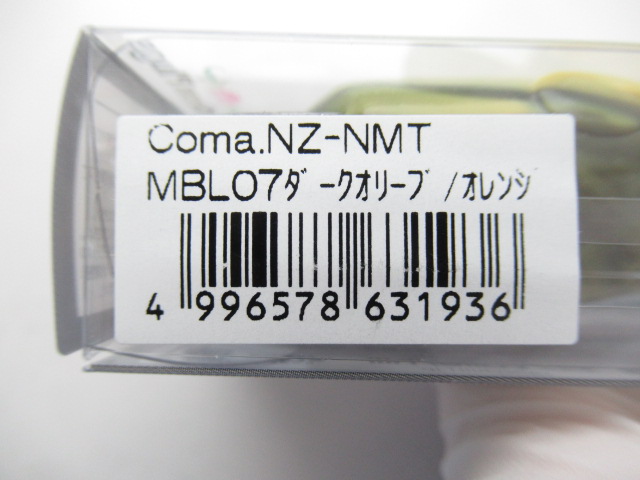 Coma.NZ-NMT
MBL07ﾀﾞｰｸｵﾘｰﾌﾞ/ｵﾚﾝｼﾞ
4 996578 631936